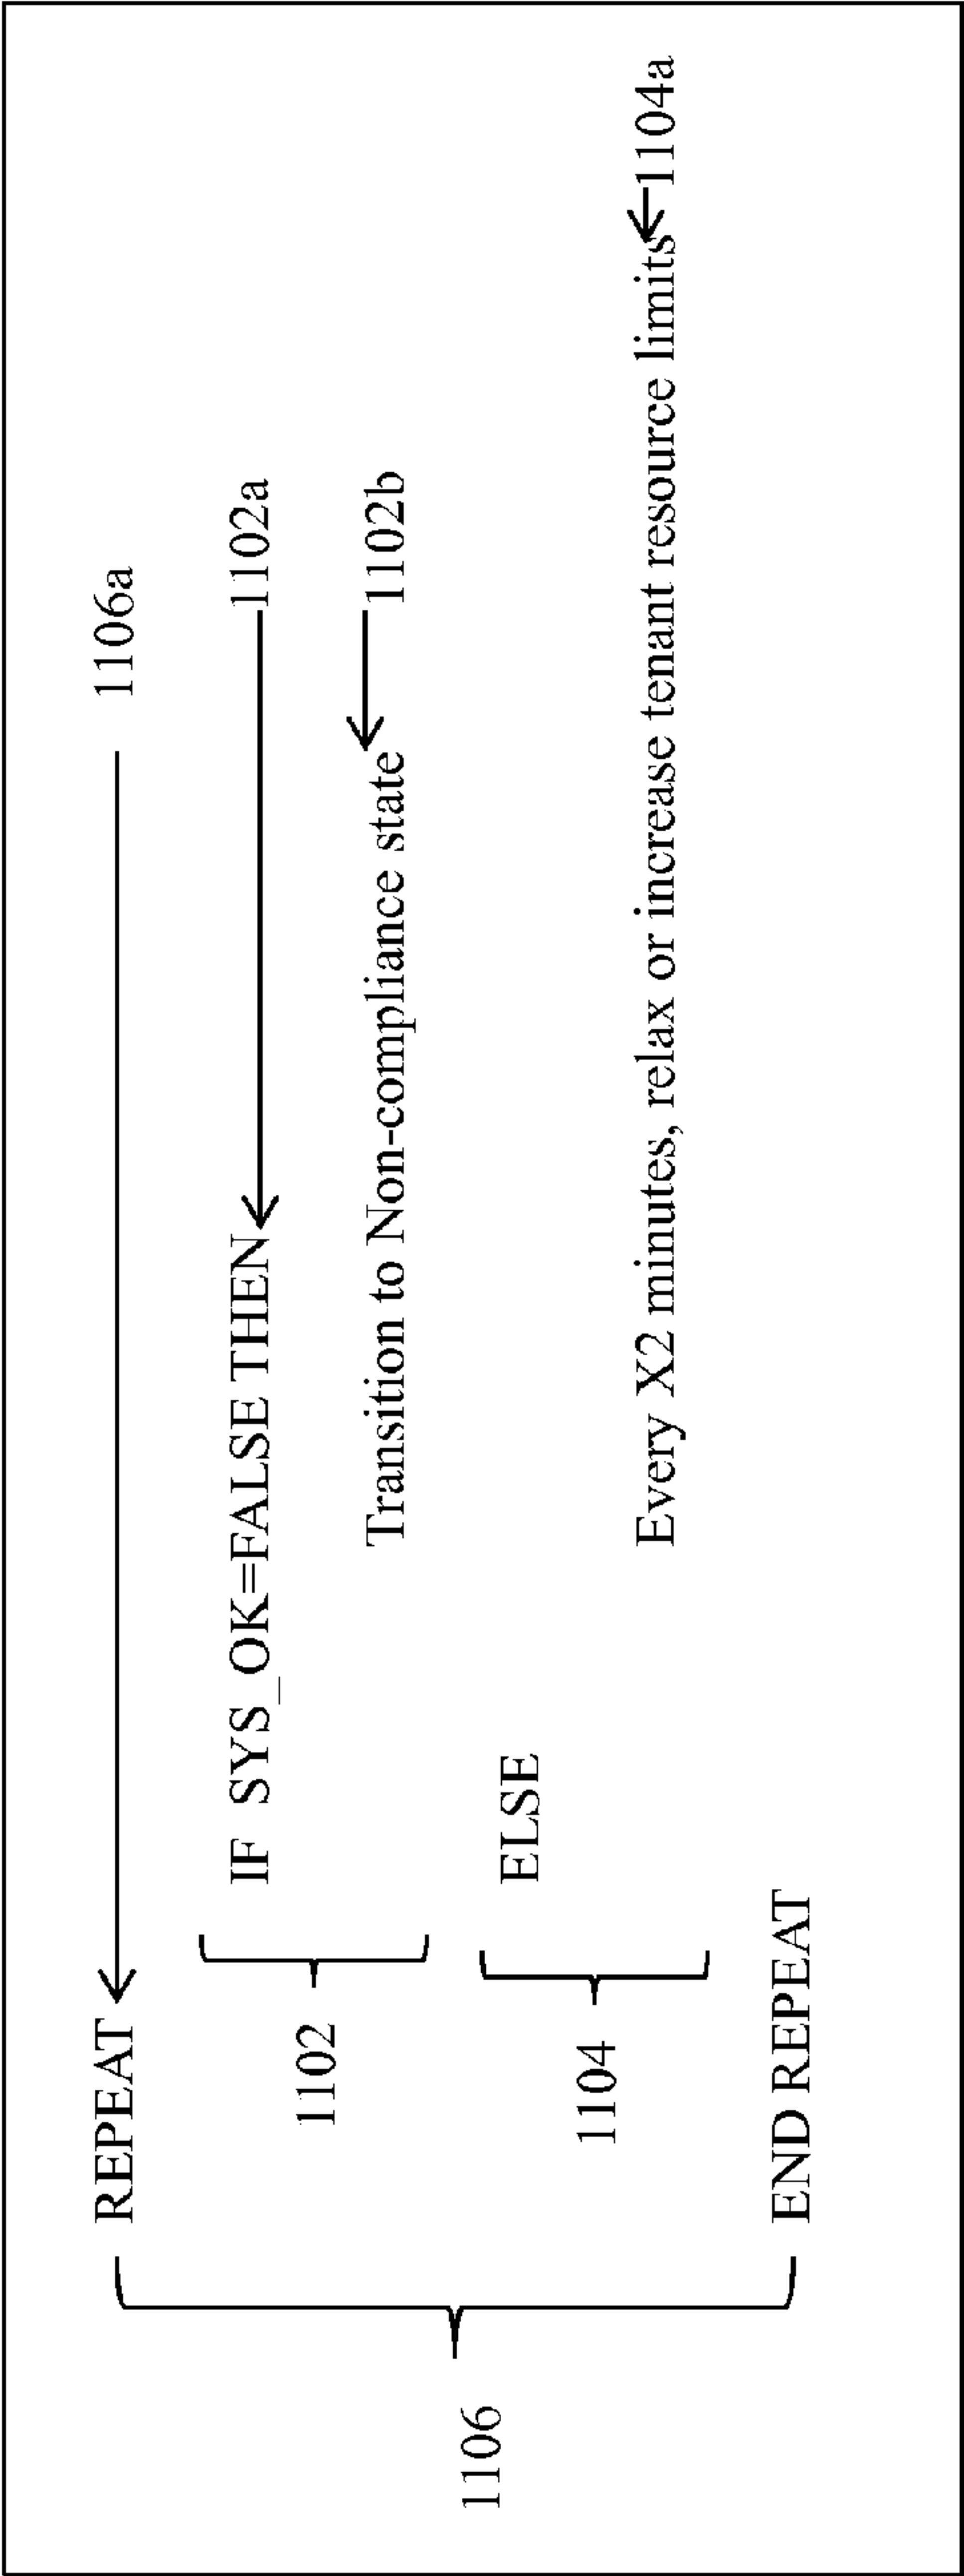 REPEAT 1106a
IF SYS_OK=FALSE THEN 1102a
1102
Transition to Non-compliance state 1102b
1106
ELSE
1104
Every X2 minutes, relax or increase tenant resource limits 1104a
END REPEAT